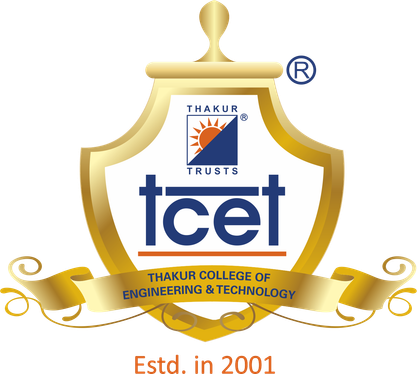 ®
THAKUR
®
TRUSTS
tcet
THAKUR COLLEGE OF
ENGINEERING & TECHNOLOGY
Estd. in 2001